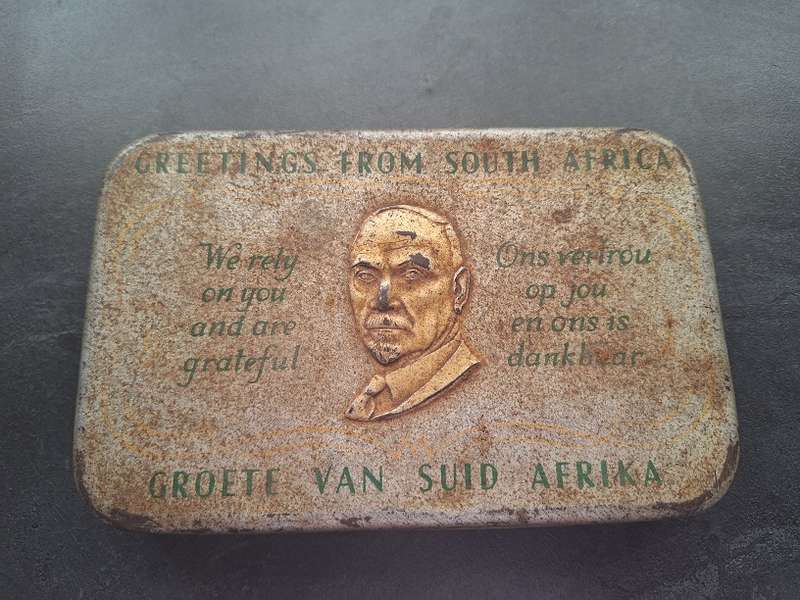 GREETINGS FROM SOUTH AFRICA
We rely
on you
and are
grateful
Ons vertrou
op jou
en ons is
dankbaar
GROETE VAN SUID AFRIKA